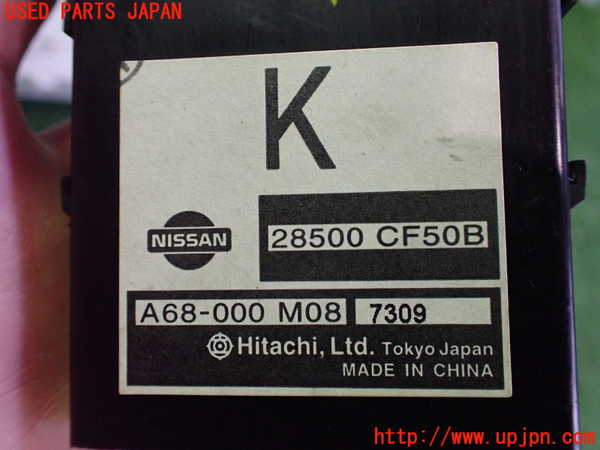 USED PARTS JAPAN
K
NISSAN
28500 CF50B
A68-000 M08 7309
Hitachi, Ltd. Tokyo Japan
MADE IN CHINA
http://www.upjpn.com/